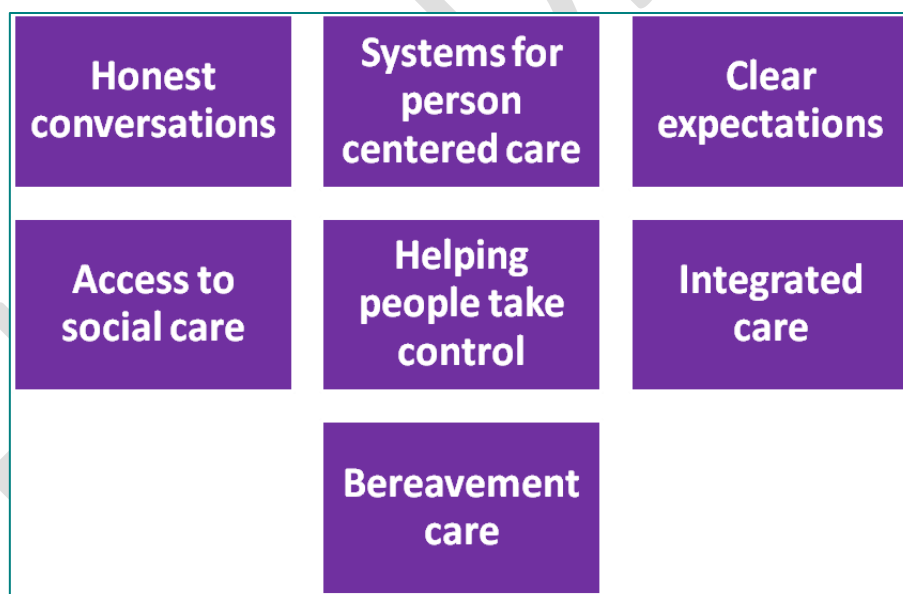 Honest
conversations
Systems for
person
centered care
Clear
expectations
Access to
social care
Helping
people take
control
Integrated
care
Bereavement
care